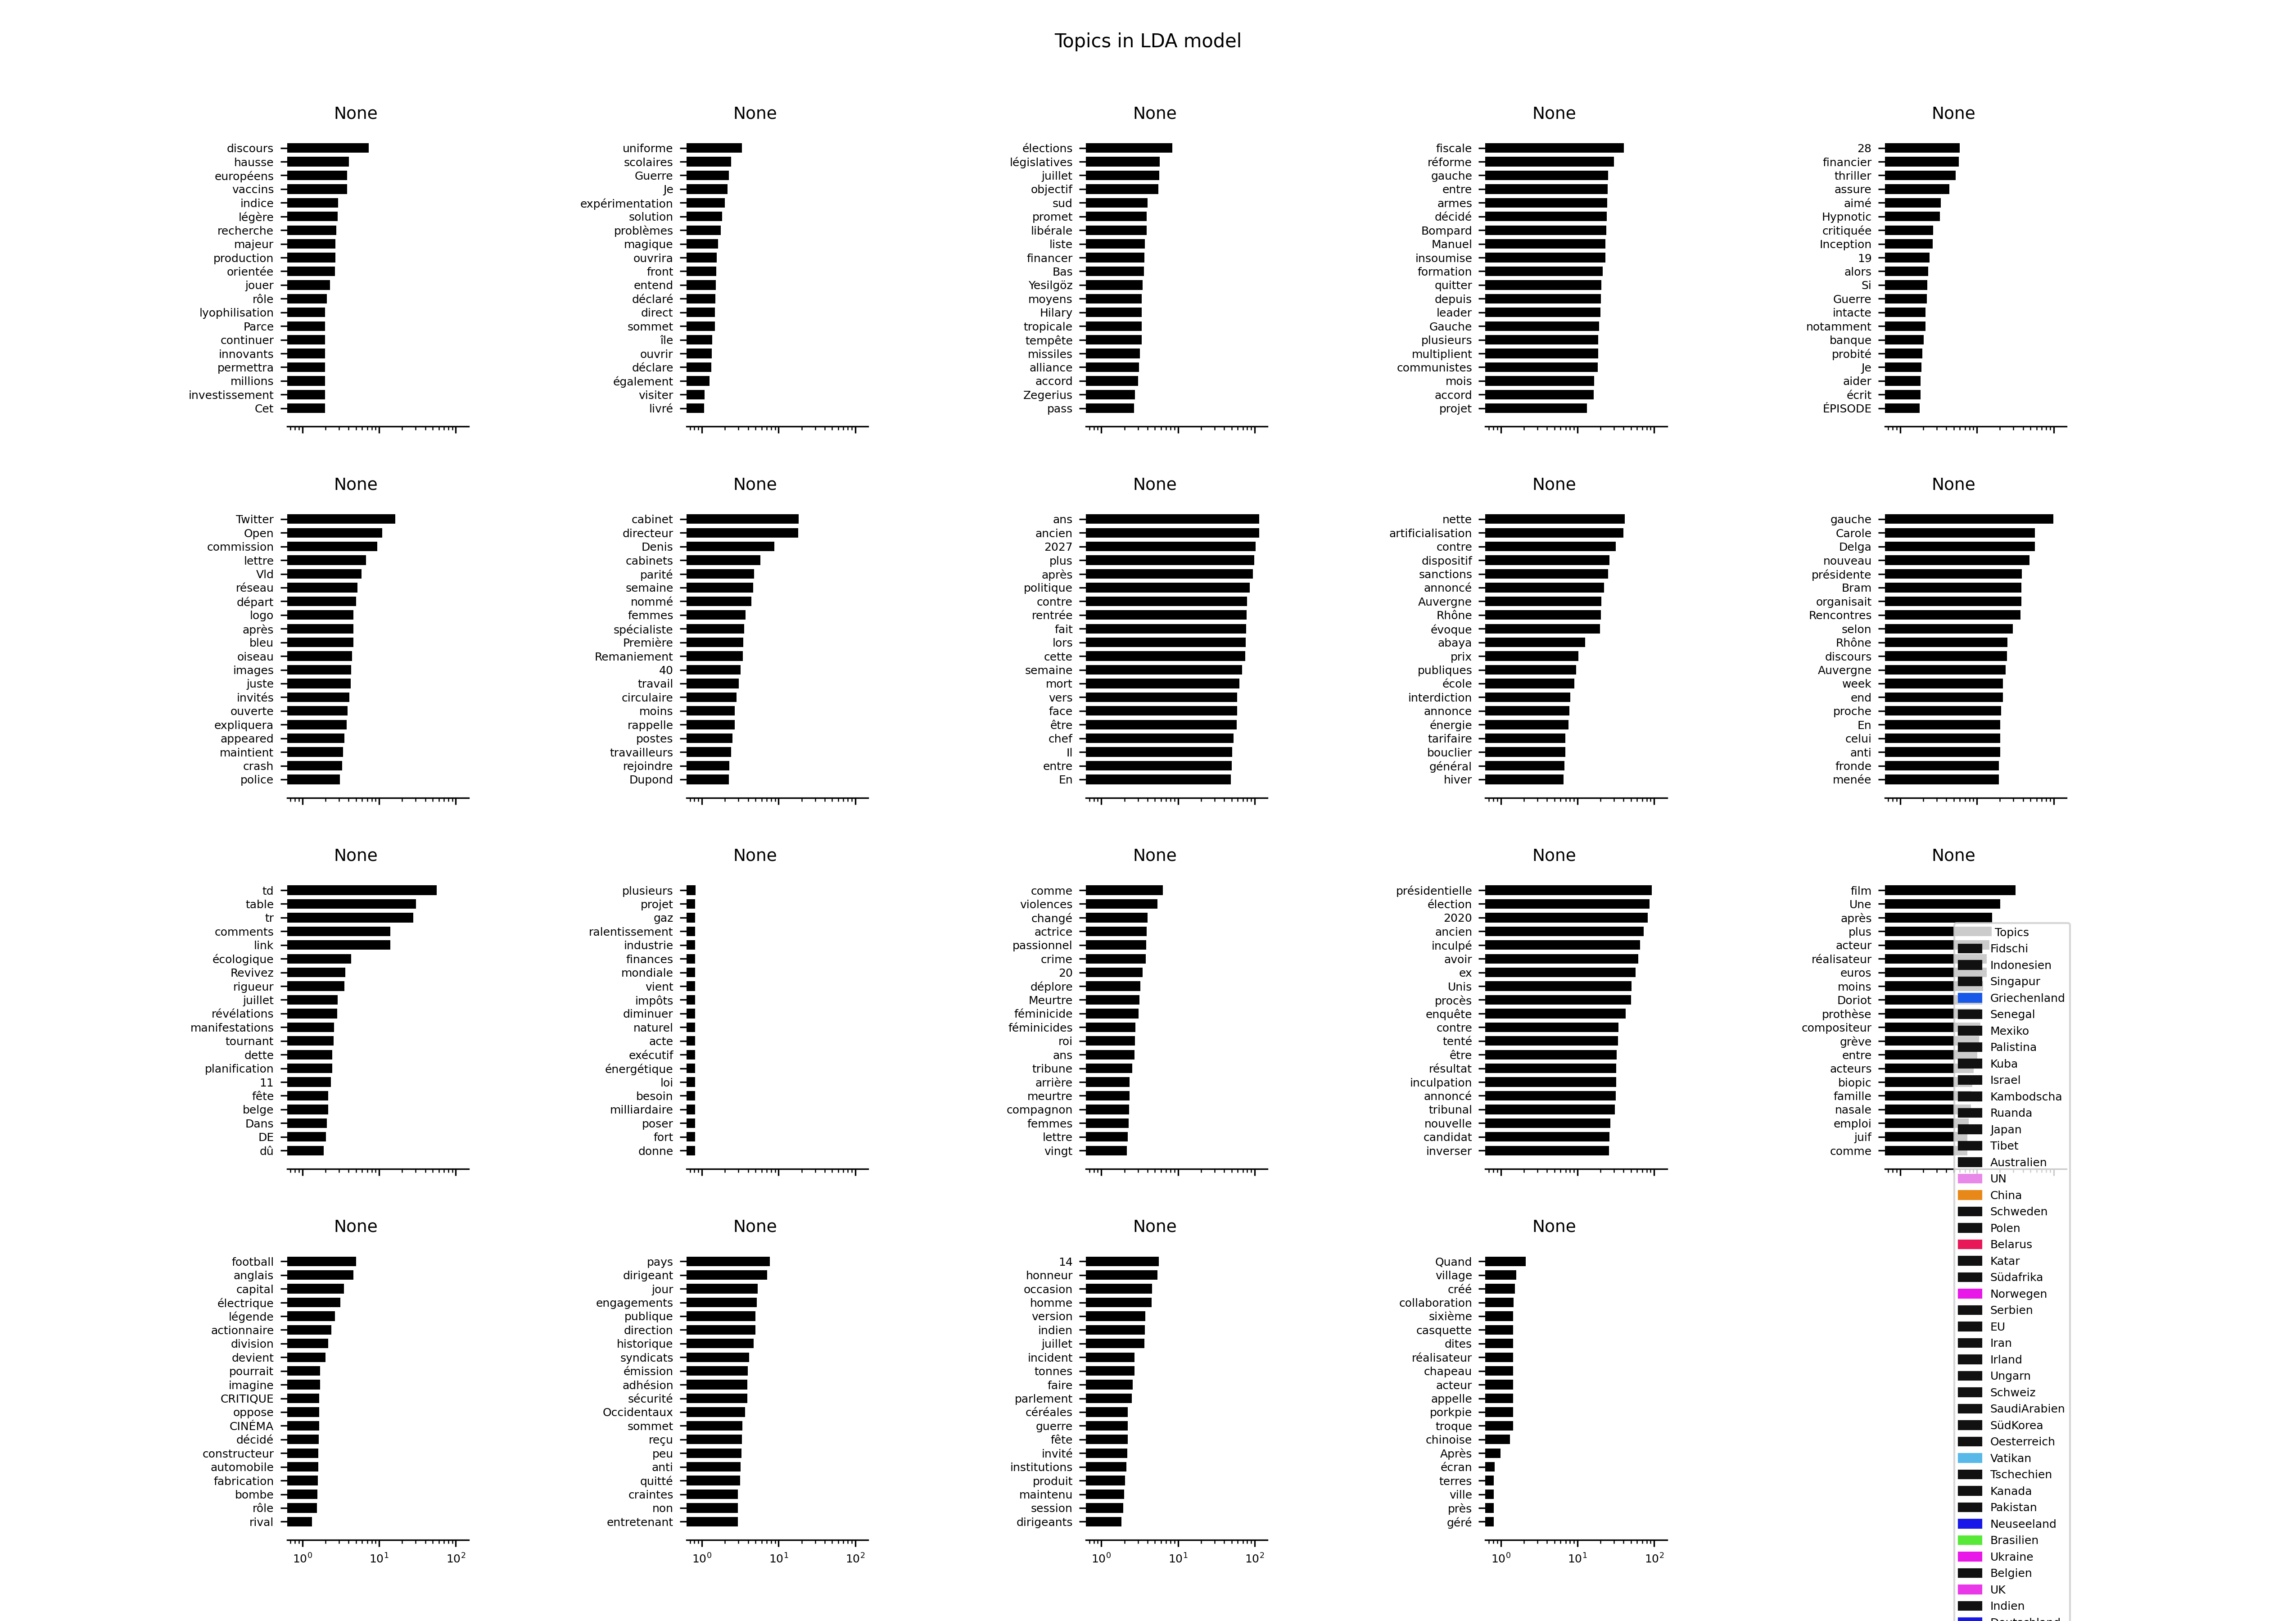 Topics in LDA model
None
discours
hausse
européens
vaccins
indice
légère
recherche
majeur
production
orientée
jouer
rôle
lyophilisation
Parce
continuer
innovants
permettra
millions
investissement
Cet
None
uniforme
scolaires
Guerre
Je
expérimentation
solution
problèmes
magique
ouvrira
front
entend
déclaré
direct
sommet
île
ouvrir
déclare
également
visiter
livré
None
élections
législatives
juillet
objectif
sud
promet
libérale
liste
financer
Bas
Yesilgöz
moyens
Hilary
tropicale
tempête
missiles
alliance
accord
Zegerius
pass
None
fiscale
réforme
gauche
entre
armes
décidé
Bompard
Manuel
insoumise
formation
quitter
depuis
leader
Gauche
plusieurs
multiplient
communistes
mois
accord
projet
None
28
financier
thriller
assure
aimé
Hypnotic
critiquée
Inception
19
alors
Si
Guerre
intacte
notamment
banque
probité
Je
aider
écrit
ÉPISODE
None
Twitter
Open
commission
lettre
Vld
réseau
départ
logo
après
bleu
oiseau
images
juste
invités
ouverte
expliquera
appeared
maintient
crash
police
None
cabinet
directeur
Denis
cabinets
parité
semaine
nommé
femmes
spécialiste
Première
Remaniement
40
travail
circulaire
moins
rappelle
postes
travailleurs
rejoindre
Dupond
None
ans
ancien
2027
plus
après
politique
contre
rentrée
fait
lors
cette
semaine
mort
vers
face
être
chef
Il
entre
En
None
nette
artificialisation
contre
dispositif
sanctions
annoncé
Auvergne
Rhône
évoque
abaya
prix
publiques
école
interdiction
annonce
énergie
tarifaire
bouclier
général
hiver
None
gauche
Carole
Delga
nouveau
présidente
Bram
organisait
Rencontres
selon
Rhône
discours
Auvergne
week
end
proche
En
celui
anti
fronde
menée
None
td
table
tr
comments
link
écologique
Revivez
rigueur
juillet
révélations
manifestations
tournant
dette
planification
11
fête
belge
Dans
DE
dû
None
plusieurs
projet
gaz
ralentissement
industrie
finances
mondiale
vient
impôts
diminuer
naturel
acte
exécutif
énergétique
loi
besoin
milliardaire
poser
fort
donne
None
comme
violences
changé
actrice
passionnel
crime
20
déplore
Meurtre
féminicide
féminicides
roi
ans
tribune
arrière
meurtre
compagnon
femmes
lettre
vingt
None
présidentielle
élection
2020
ancien
inculpé
avoir
ex
Unis
procès
enquête
contre
tenté
être
résultat
inculpation
annoncé
tribunal
nouvelle
candidat
inverser
None
film
Une
après
plus
acteur
réalisateur
euros
moins
Doriot
prothèse
compositeur
grève
entre
acteurs
biopic
famille
nasale
emploi
juif
comme
None
football
anglais
capital
électrique
légende
actionnaire
division
devient
pourrait
imagine
CRITIQUE
oppose
CINÉMA
décidé
constructeur
automobile
fabrication
bombe
rôle
rival
10⁰ 10¹ 10²
None
pays
dirigeant
jour
engagements
publique
direction
historique
syndicats
émission
adhésion
sécurité
Occidentaux
sommet
reçu
peu
anti
quitté
craintes
non
entretenant
10⁰ 10¹ 10²
None
14
honneur
occasion
homme
version
indien
juillet
incident
tonnes
faire
parlement
céréales
guerre
fête
invité
institutions
produit
maintenu
session
dirigeants
10⁰ 10¹ 10²
None
Quand
village
créé
collaboration
sixième
casquette
dites
réalisateur
chapeau
acteur
appelle
porkpie
troque
chinoise
Après
écran
terres
ville
près
géré
10⁰ 10¹ 10²
Topics
Fidschi
Indonesien
Singapur
Griechenland
Senegal
Mexiko
Palistina
Kuba
Israel
Kambodscha
Ruanda
Japan
Tibet
Australien
UN
China
Schweden
Polen
Belarus
Katar
Südafrika
Norwegen
Serbien
EU
Iran
Irland
Ungarn
Schweiz
SaudiArabien
SüdKorea
Oesterreich
Vatikan
Tschechien
Kanada
Pakistan
Neuseeland
Brasilien
Ukraine
Belgien
UK
Indien